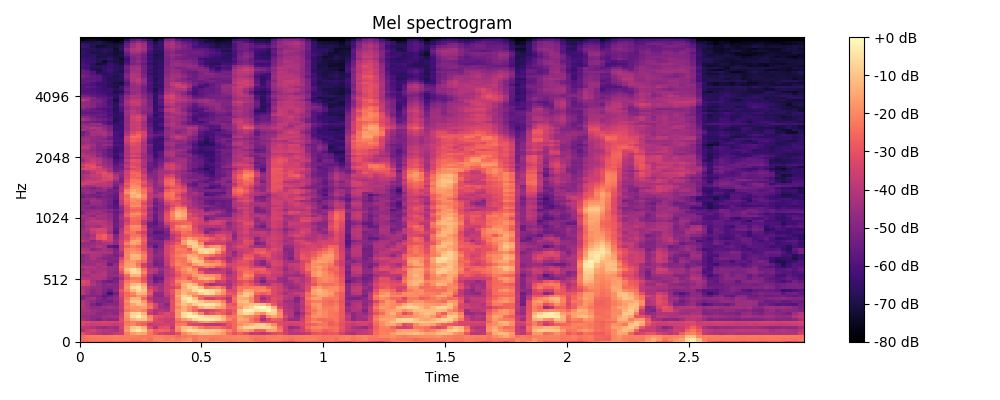 Mel spectrogram
Hz
4096
2048
1024
512
0
0 0.5 1 1.5 2 2.5
Time
+0 dB
-10 dB
-20 dB
-30 dB
-40 dB
-50 dB
-60 dB
-70 dB
-80 dB